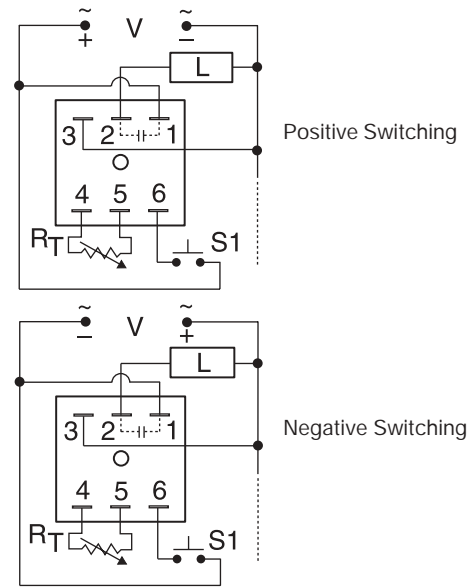 ~ V ~
+ –
L
3 2 1
Positive Switching
4 5 6
RT S1
~ V ~
– +
L
3 2 1
Negative Switching
4 5 6
RT S1